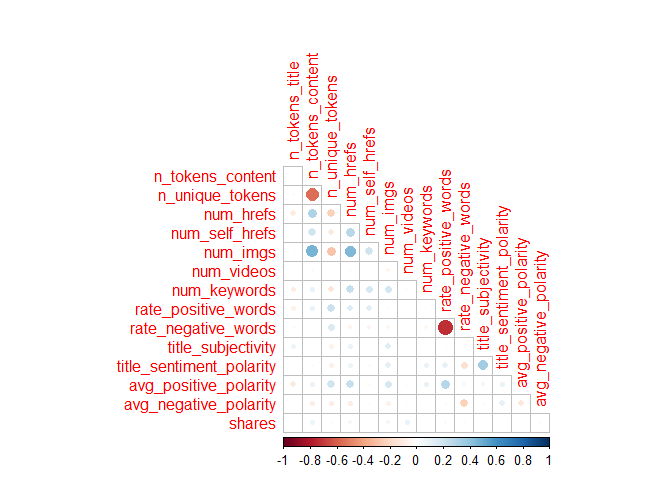 n_tokens_title
n_tokens_content
n_unique_tokens
num_hrefs
num_self_hrefs
num_imgs
num_videos
num_keywords
rate_positive_words
rate_negative_words
title_subjectivity
title_sentiment_polarity
avg_positive_polarity
avg_negative_polarity
n_tokens_content
n_unique_tokens
num_hrefs
num_self_hrefs
num_imgs
num_videos
num_keywords
rate_positive_words
rate_negative_words
title_subjectivity
title_sentiment_polarity
avg_positive_polarity
avg_negative_polarity
shares
-1 -0.8 -0.6 -0.4 -0.2 0 0.2 0.4 0.6 0.8 1